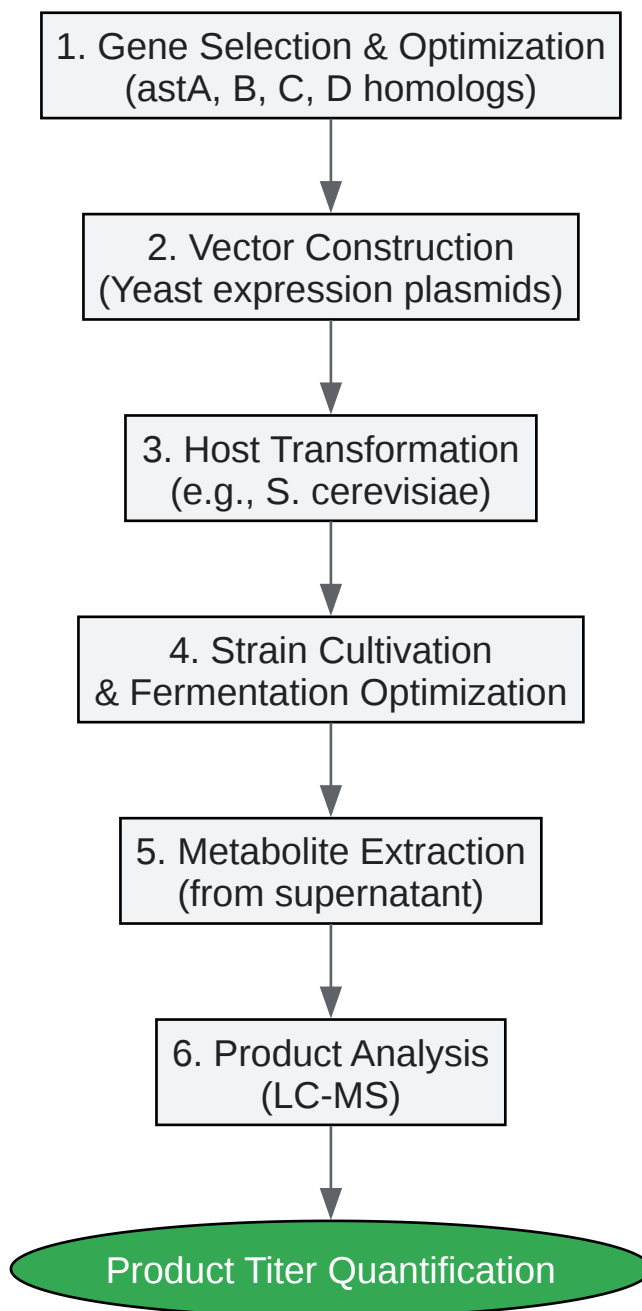 1. Gene Selection & Optimization
(astA, B, C, D homologs)
2. Vector Construction
(Yeast expression plasmids)
3. Host Transformation
(e.g., S. cerevisiae)
4. Strain Cultivation
& Fermentation Optimization
5. Metabolite Extraction
(from supernatant)
6. Product Analysis
(LC-MS)
Product Titer Quantification